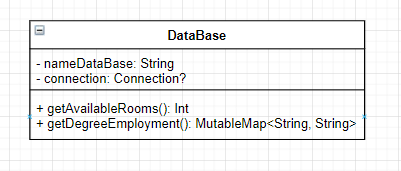 DataBase
- nameDataBase: String
- connection: Connection?
+ getAvailableRooms(): Int
+ getDegreeEmployment(): MutableMap<String, String>